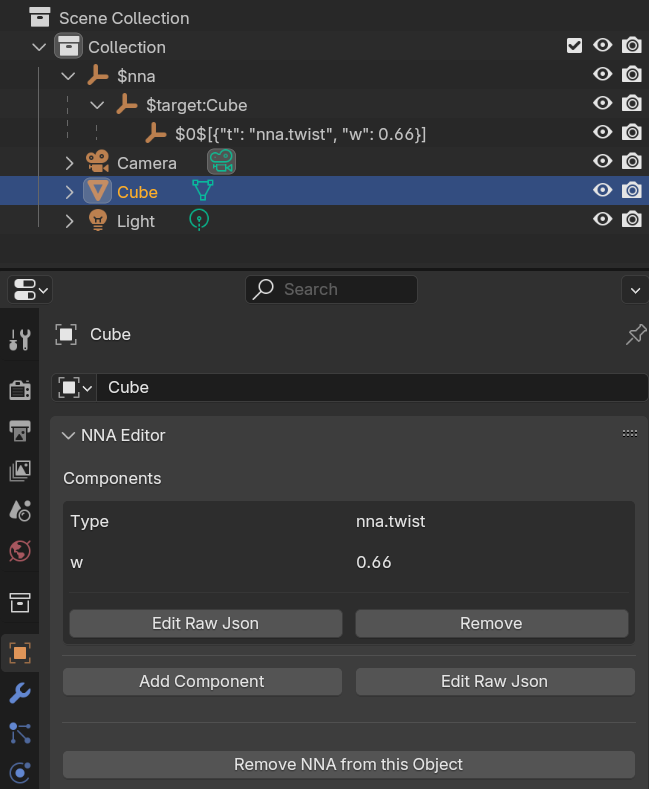 Scene Collection
Collection
$nna
$target:Cube
$0$[{"t": "nna.twist", "w": 0.66}]
Camera
Cube
Light
Search
Cube
Cube
NNA Editor
Components
Type nna.twist
w 0.66
Edit Raw Json Remove
Add Component Edit Raw Json
Remove NNA from this Object